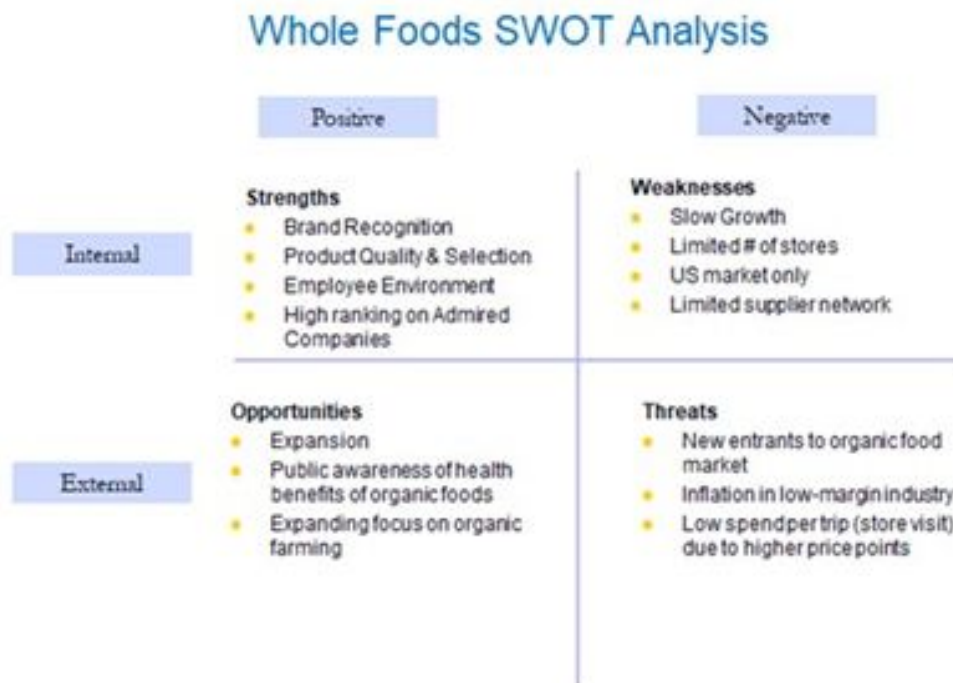 Whole Foods SWOT Analysis
Positive
Negative
Internal
Strengths
Brand Recognition
Product Quality & Selection
Employee Environment
High ranking on Admired
Companies
Weaknesses
Slow Growth
Limited # of stores
US market only
Limited supplier network
External
Opportunities
Expansion
Public awareness of health
benefits of organic foods
Expanding focus on organic
farming
Threats
New entrants to organic food
market
Inflation in low-margin industry
Low spend per trip (store visit)
due to higher price points